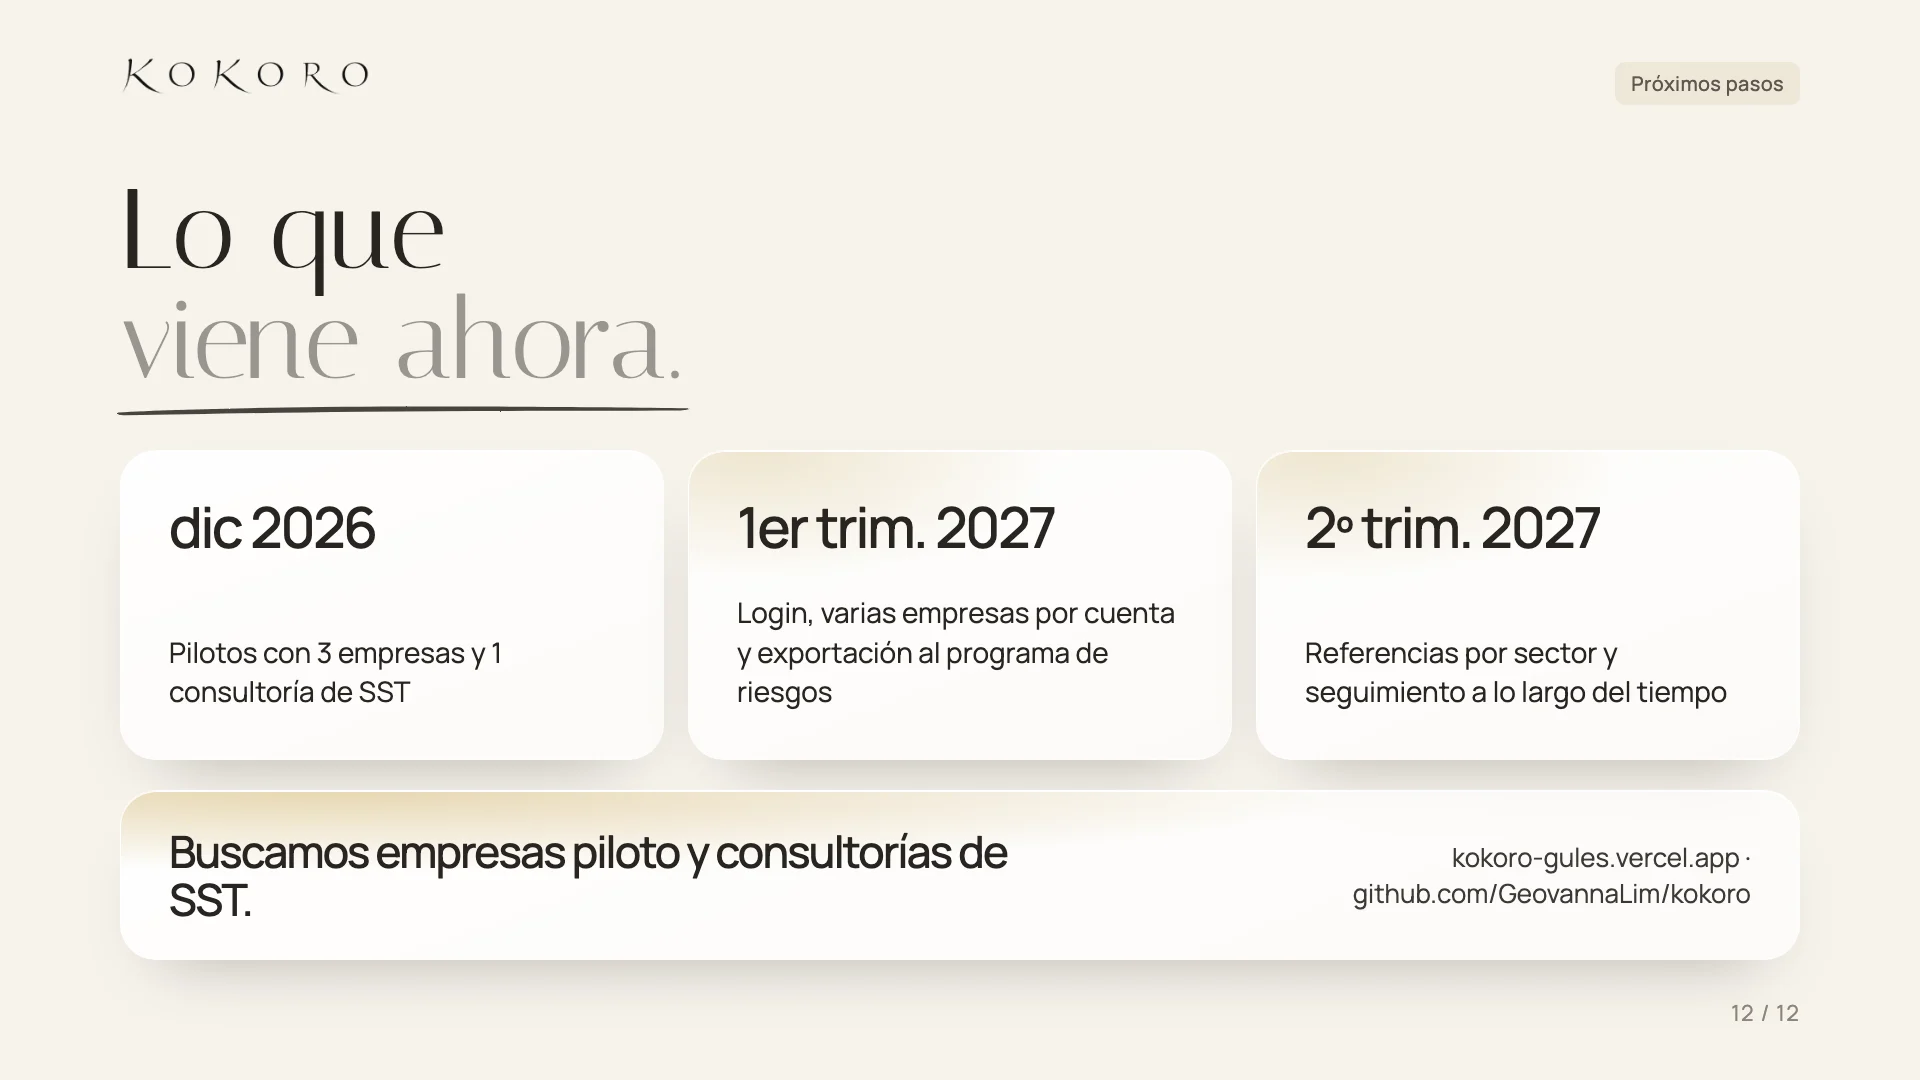 KOKORO
Próximos pasos
Lo que
viene ahora.
dic 2026
Pilotos con 3 empresas y 1
consultoría de SST
1er trim. 2027
Login, varias empresas por cuenta
y exportación al programa de
riesgos
2º trim. 2027
Referencias por sector y
seguimiento a lo largo del tiempo
Buscamos empresas piloto y consultorías de
SST.
kokoro-gules.vercel.app ·
github.com/GeovannaLim/kokoro
12 / 12